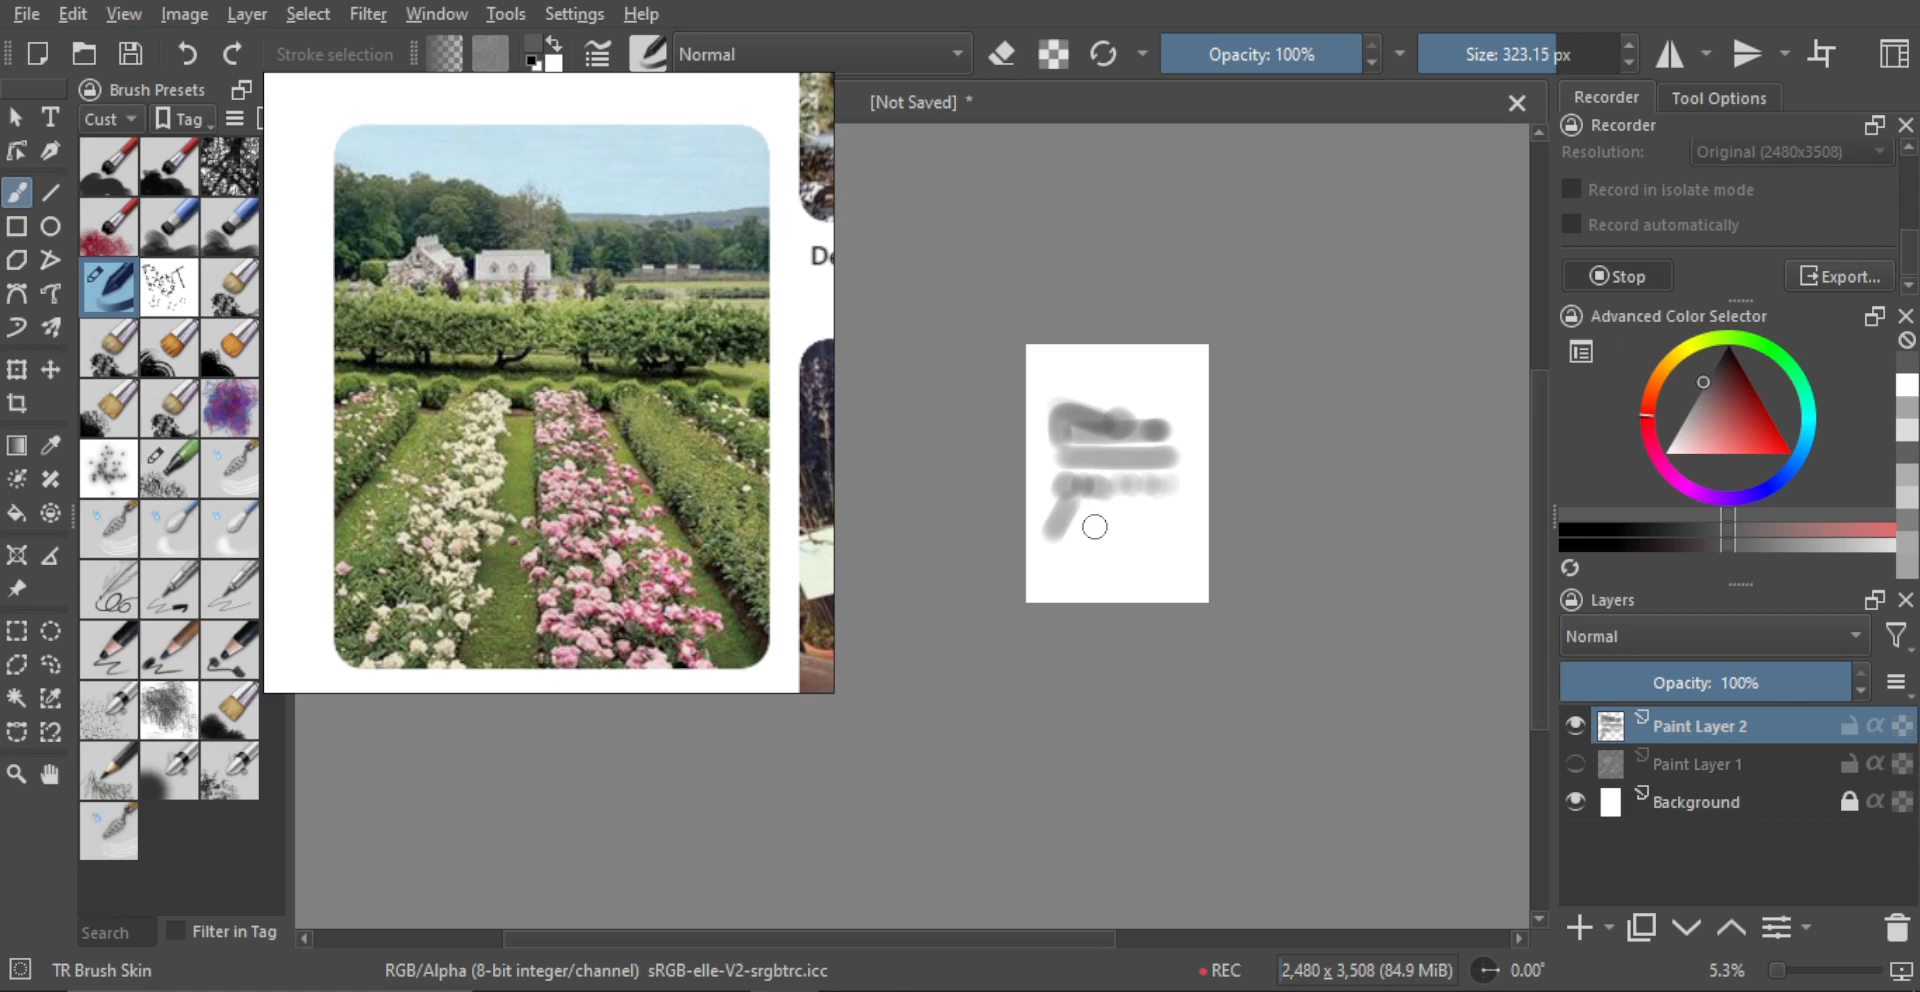 File Edit View Image Layer Select Filter Window Tools Settings Help
Stroke selection Normal Opacity: 100% Size: 323.15 px
Brush Presets
Cust Tag
[Not Saved] *
Recorder Tool Options
Recorder
Resolution: Original (2480x3508)
Record in isolate mode
Record automatically
Stop Export...
Advanced Color Selector
Layers
Normal
Opacity: 100%
Paint Layer 2
Paint Layer 1
Background
Search Filter in Tag
TR Brush Skin RGB/Alpha (8-bit integer/channel) sRGB-elle-V2-srgbtrc.icc REC 2,480 x 3,508 (84.9 MiB) 0.00° 5.3%